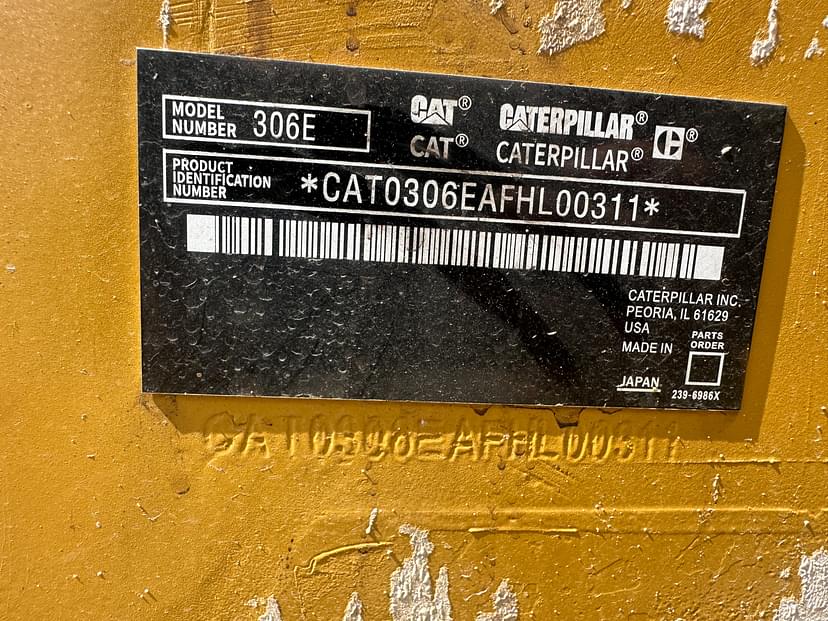 MODEL
NUMBER 306E
CAT® CATERPILLAR® C®
CAT® CATERPILLAR®
PRODUCT
IDENTIFICATION
NUMBER *CAT0306EAFHL00311*
CATERPILLAR INC.
PEORIA, IL 61629
USA
PARTS
ORDER
MADE IN
JAPAN
239-6986X
CAT0306EAFHL00311